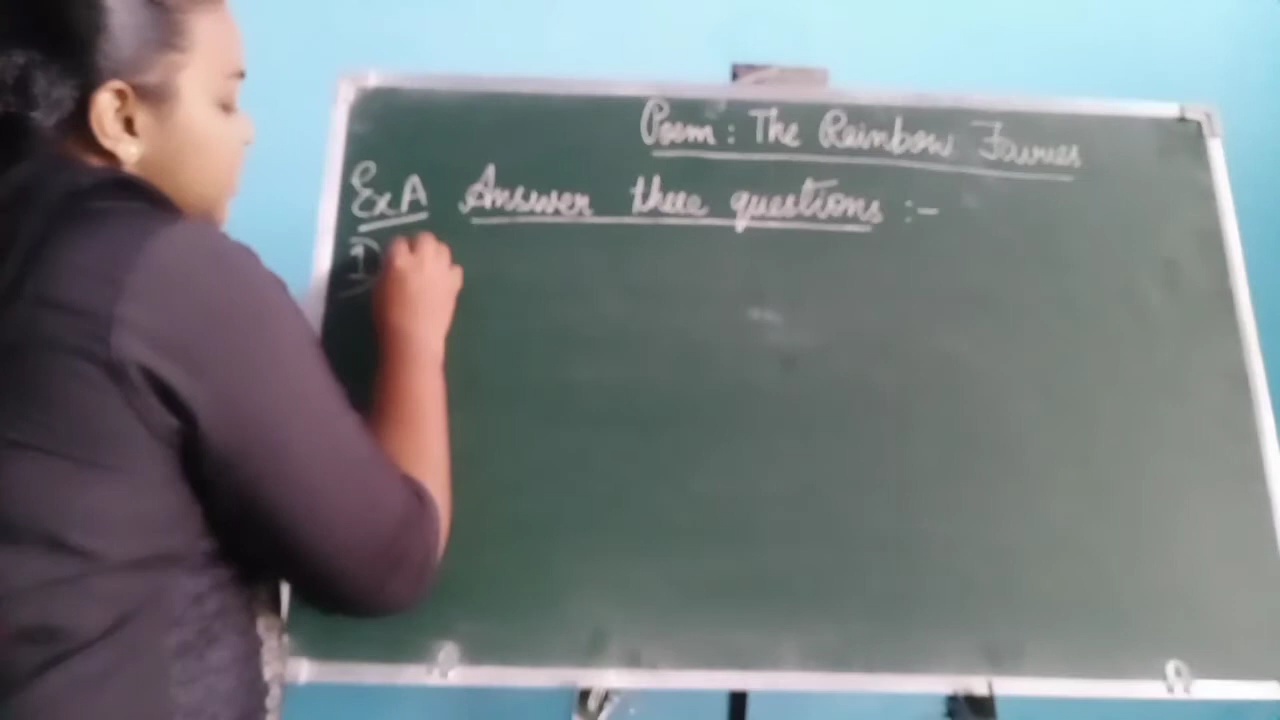 Poem : The Rainbow Fairies
Ex A Answer these questions :-